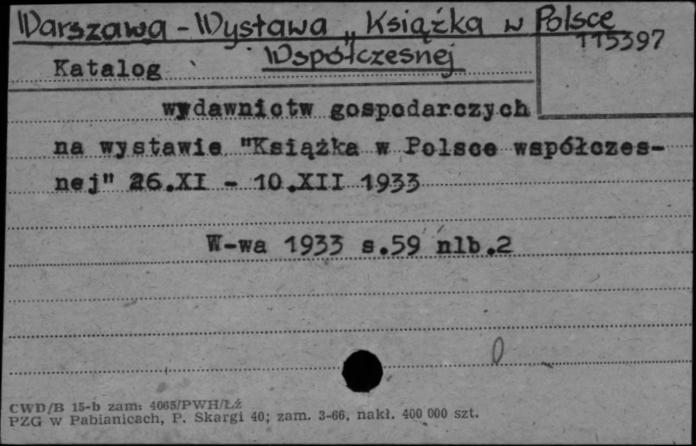 Warszawa - Wystawa „Książka w Polsce
Współczesnej
115397
Katalog
wydawnictw gospodarczych
na wystawie "Książka w Polsce współczes-
nej" 26.XI - 10.XII 1933
W-wa 1933 s.59 nlb.2
CWD/B 15-b zam: 4065/PWH/Łź
PZG w Pabianicach, P. Skargi 40; zam. 3-66, nakł. 400 000 szt.